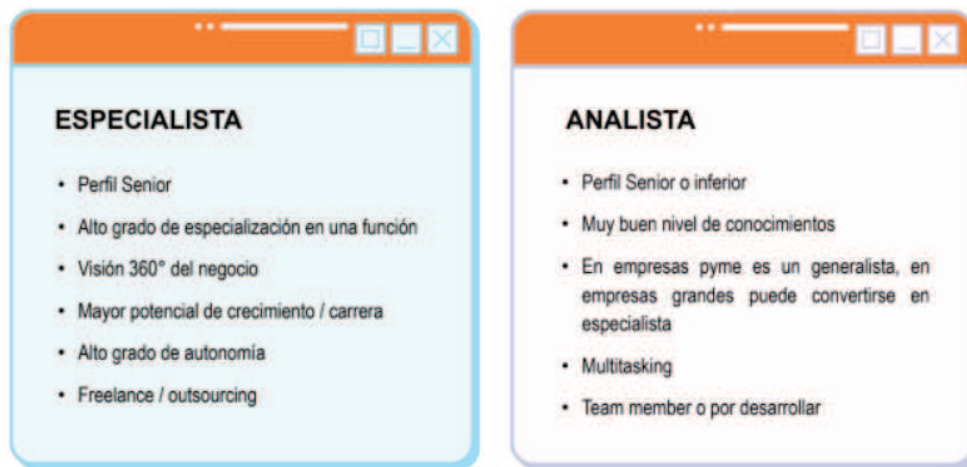 ESPECIALISTA
• Perfil Senior
• Alto grado de especialización en una función
• Visión 360° del negocio
• Mayor potencial de crecimiento / carrera
• Alto grado de autonomía
• Freelance / outsourcing
ANALISTA
• Perfil Senior o inferior
• Muy buen nivel de conocimientos
• En empresas pyme es un generalista, en
empresas grandes puede convertirse en
especialista
• Multitasking
• Team member o por desarrollar